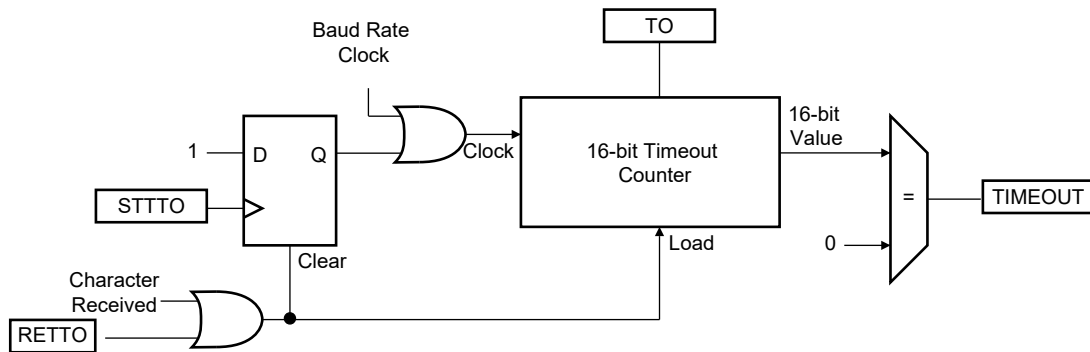 Baud Rate
Clock
TO
1
D
Q
Clock
16-bit Timeout
Counter
16-bit
Value
=
TIMEOUT
STTTO
0
Load
Clear
Character
Received
RETTO